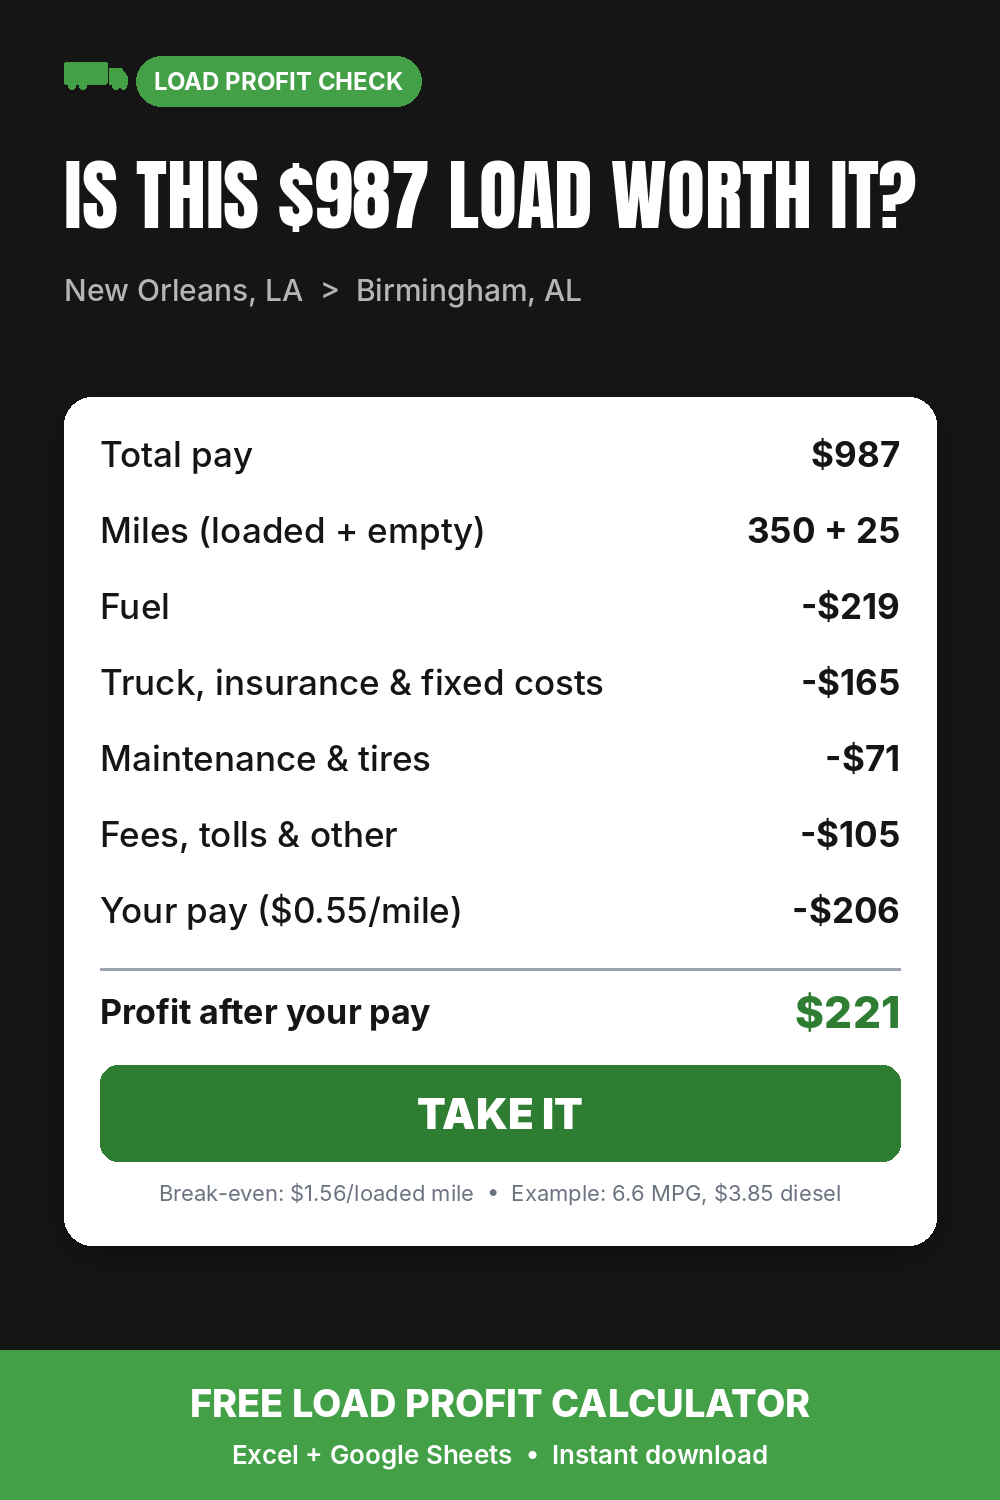 LOAD PROFIT CHECK
IS THIS $987 LOAD WORTH IT?
New Orleans, LA > Birmingham, AL
Total pay $987
Miles (loaded + empty) 350 + 25
Fuel -$219
Truck, insurance & fixed costs -$165
Maintenance & tires -$71
Fees, tolls & other -$105
Your pay ($0.55/mile) -$206
Profit after your pay $221
TAKE IT
Break-even: $1.56/loaded mile • Example: 6.6 MPG, $3.85 diesel
FREE LOAD PROFIT CALCULATOR
Excel + Google Sheets • Instant download